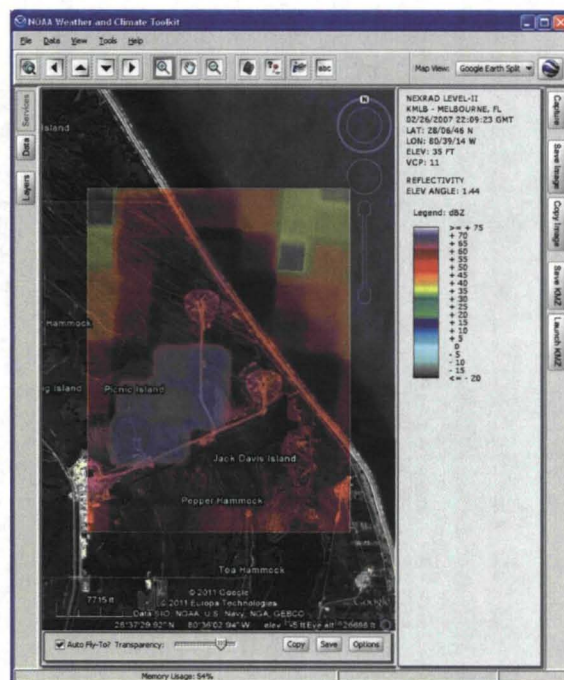 NOAA Weather and Climate Toolkit
File Data View Tools Help
abc
Map View: Google Earth Split
Services
Data
Layers
Island
N
Hammock
g Island
Picnic Island
Jack Davis Island
Pepper Hammock
Toa Hammock
7715 ft
© 2011 Google
© 2011 Europa Technologies
Data SIO, NOAA, U.S. Navy, NGA, GEBCO
Google
NEXRAD LEVEL-II
KMLB - MELBOURNE, FL
02/26/2007 22:09:23 GMT
LAT: 28/06/46 N
LON: 80/39/14 W
ELEV: 35 FT
VCP: 11
REFLECTIVITY
ELEV ANGLE: 1.44
Legend: dBZ
>= + 75
+ 70
+ 65
+ 60
+ 55
+ 50
+ 45
+ 40
+ 35
+ 30
+ 25
+ 20
+ 15
+ 10
+ 5
0
- 5
- 10
- 15
<= - 20
Capture
Save Image
Copy Image
Save KMZ
Launch KMZ
Auto Fly-To? Transparency:
Copy
Save
Options
Memory Usage: 54%